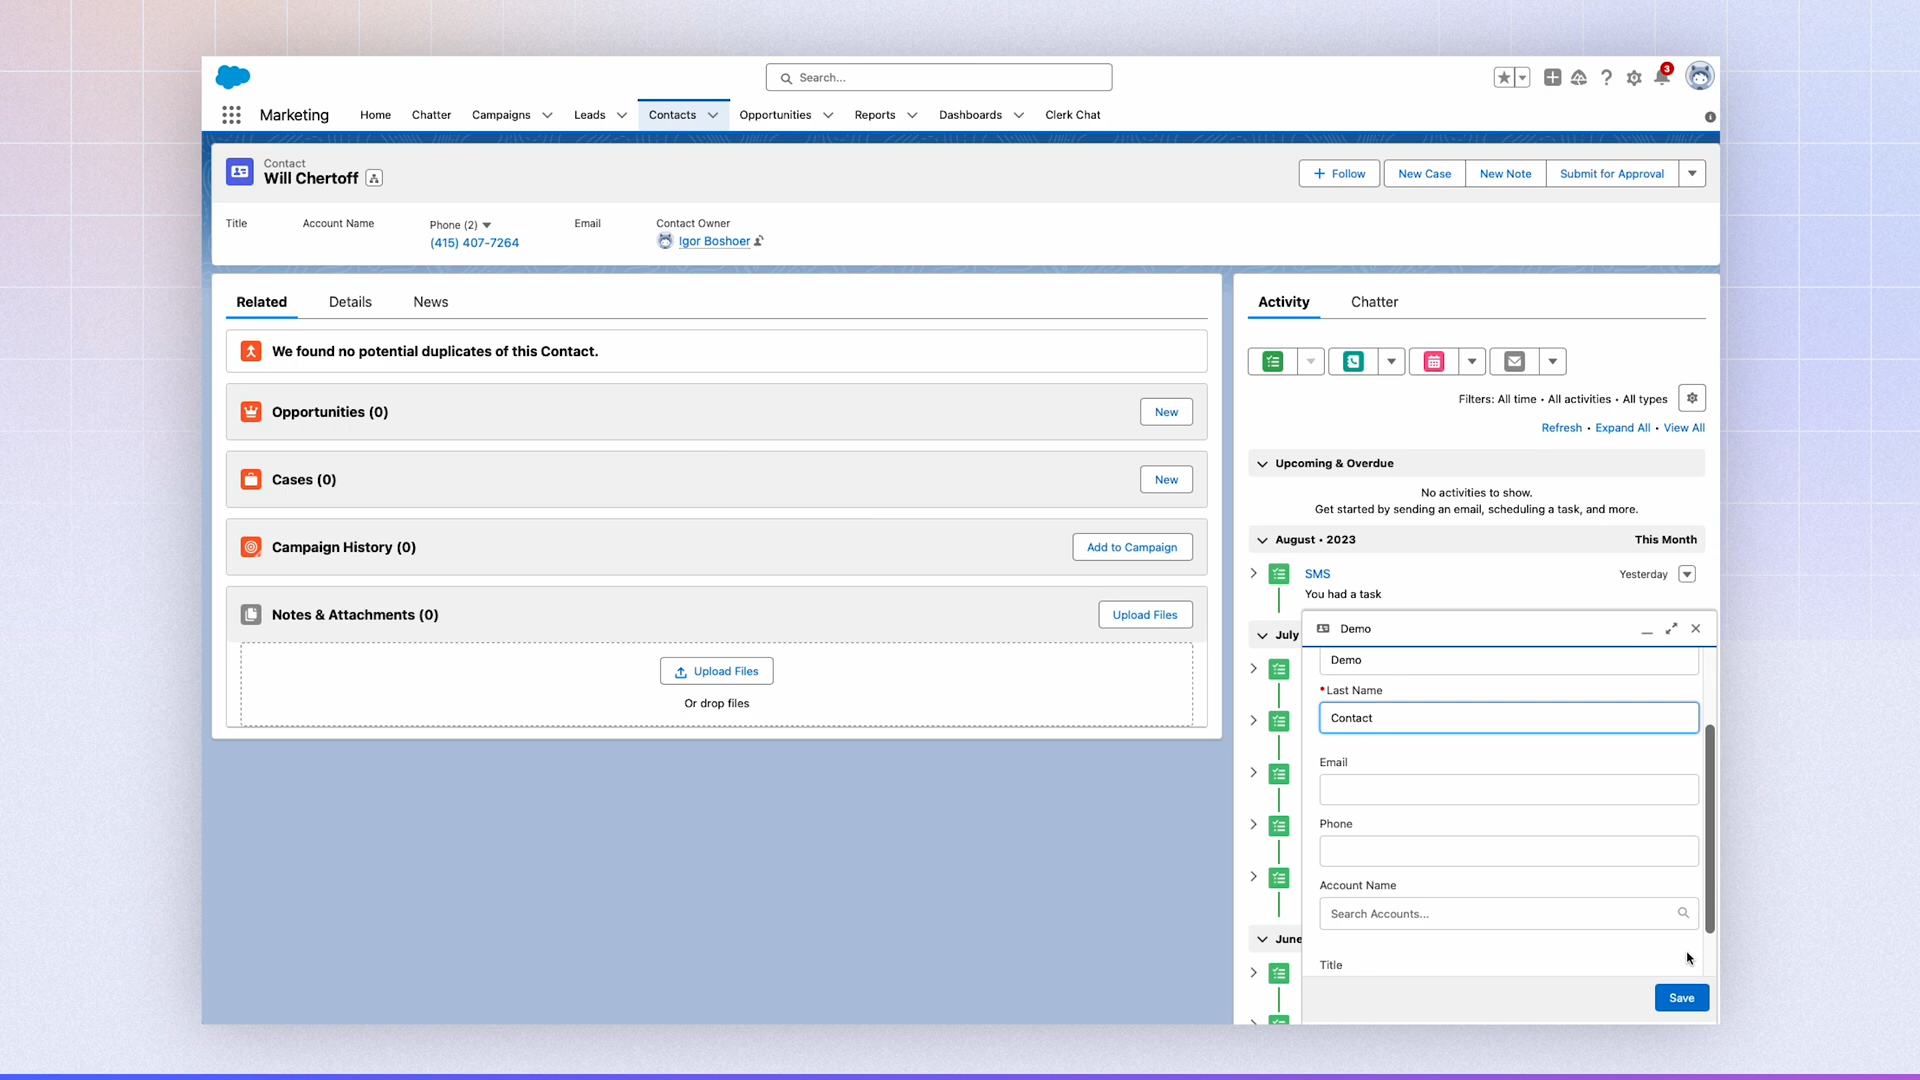 Search...
3
Marketing
Home
Chatter
Campaigns
Leads
Contacts
Opportunities
Reports
Dashboards
Clerk Chat
Contact
Will Chertoff
Follow
New Case
New Note
Submit for Approval
Title
Account Name
Phone (2)
Email
Contact Owner
(415) 407-7264
Igor Boshoer
Related
Details
News
We found no potential duplicates of this Contact.
Opportunities (0)
New
Cases (0)
New
Campaign History (0)
Add to Campaign
Notes & Attachments (0)
Upload Files
Upload Files
Or drop files
Activity
Chatter
Filters: All time • All activities • All types
Refresh • Expand All • View All
Upcoming & Overdue
No activities to show.
Get started by sending an email, scheduling a task, and more.
August • 2023
This Month
SMS
Yesterday
You had a task
July
June
Demo
Demo
*Last Name
Contact
Email
Phone
Account Name
Search Accounts...
Title
Save